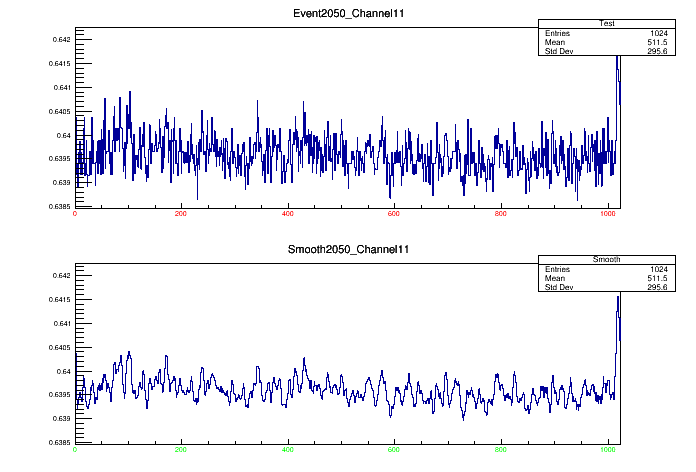 Event2050_Channel11
Test
Entries 1024
Mean 511.5
Std Dev 295.6
0.642
0.6415
0.641
0.6405
0.64
0.6395
0.639
0.6385
0 200 400 600 800 1000
Smooth2050_Channel11
Smooth
Entries 1024
Mean 511.5
Std Dev 295.6
0.642
0.6415
0.641
0.6405
0.64
0.6395
0.639
0.6385
0 200 400 600 800 1000